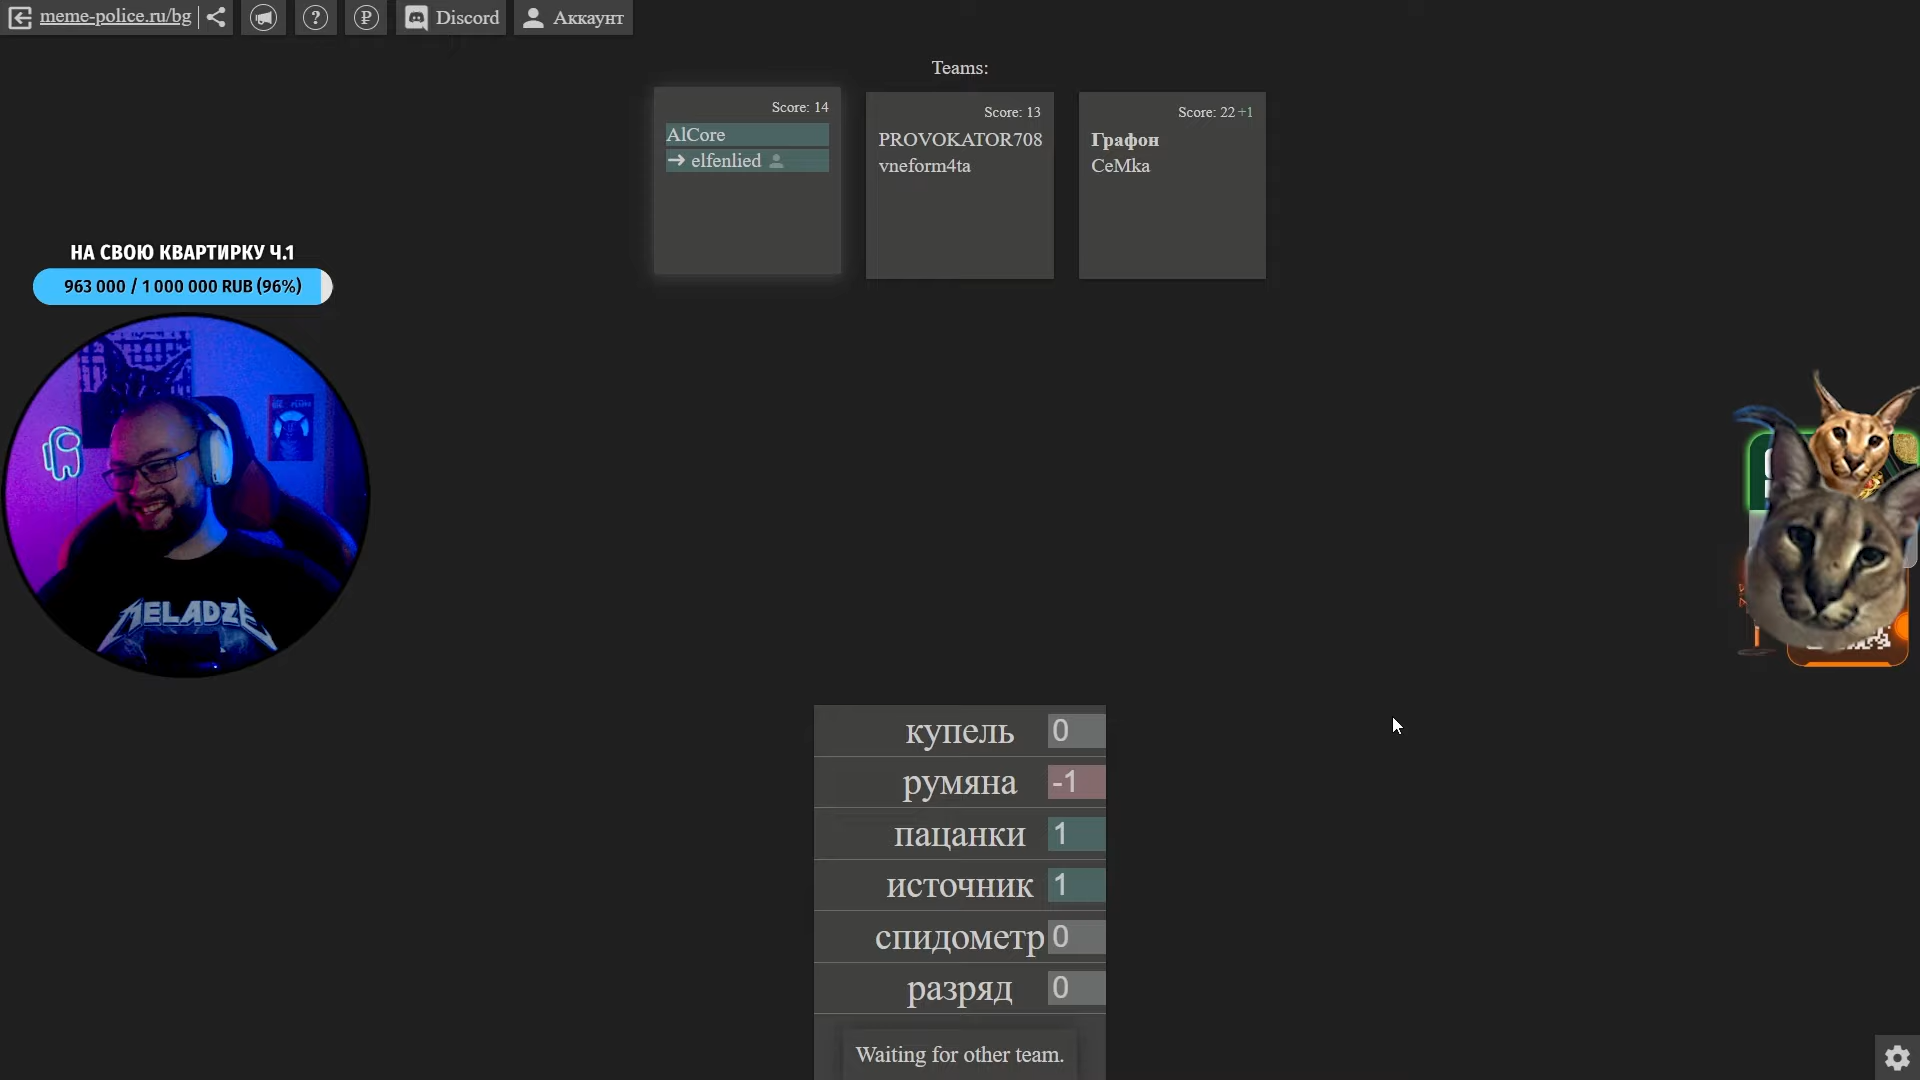 meme-police.ru/bg
?
₽
Discord
Аккаунт
Teams:
Score: 14
AlCore
→ elfenlied
Score: 13
PROVOKATOR708
vneform4ta
Score: 22 +1
Графон
CeMka
НА СВОЮ КВАРТИРКУ Ч.1
963 000 / 1 000 000 RUB (96%)
MELADZE
купель 0
румяна -1
пацанки 1
источник 1
спидометр 0
разряд 0
Waiting for other team.